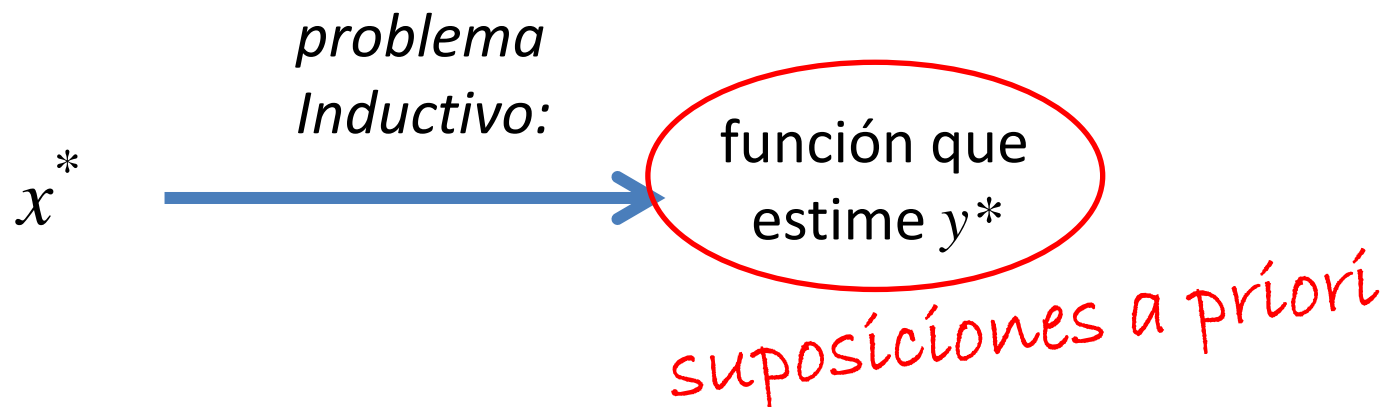 problema
Inductivo:
x*
función que
estime y*
suposiciones a priori